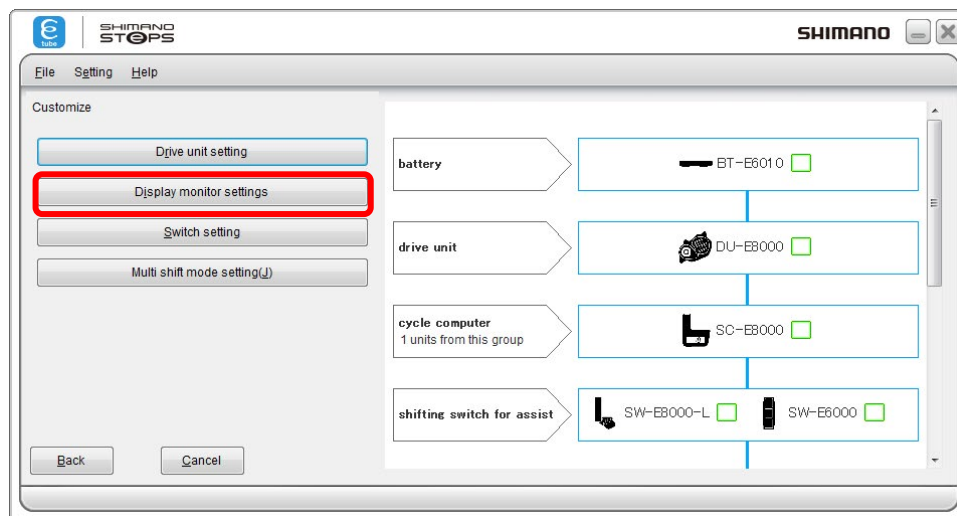 E
tube
SHIMANO
STEPS
SHIMANO
File Setting Help
Customize
Drive unit setting
Display monitor settings
Switch setting
Multi shift mode setting(J)
Back Cancel
battery
BT-E6010
drive unit
DU-E8000
cycle computer
1 units from this group
SC-E8000
shifting switch for assist
SW-E8000-L SW-E6000